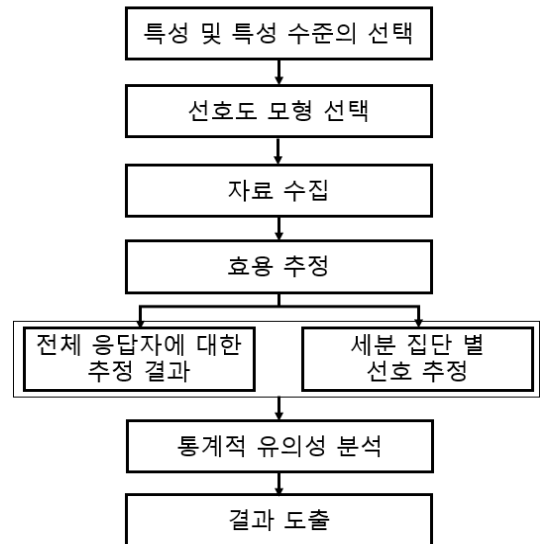 특성 및 특성 수준의 선택
선호도 모형 선택
자료 수집
효용 추정
전체 응답자에 대한
추정 결과
세분 집단 별
선호 추정
통계적 유의성 분석
결과 도출